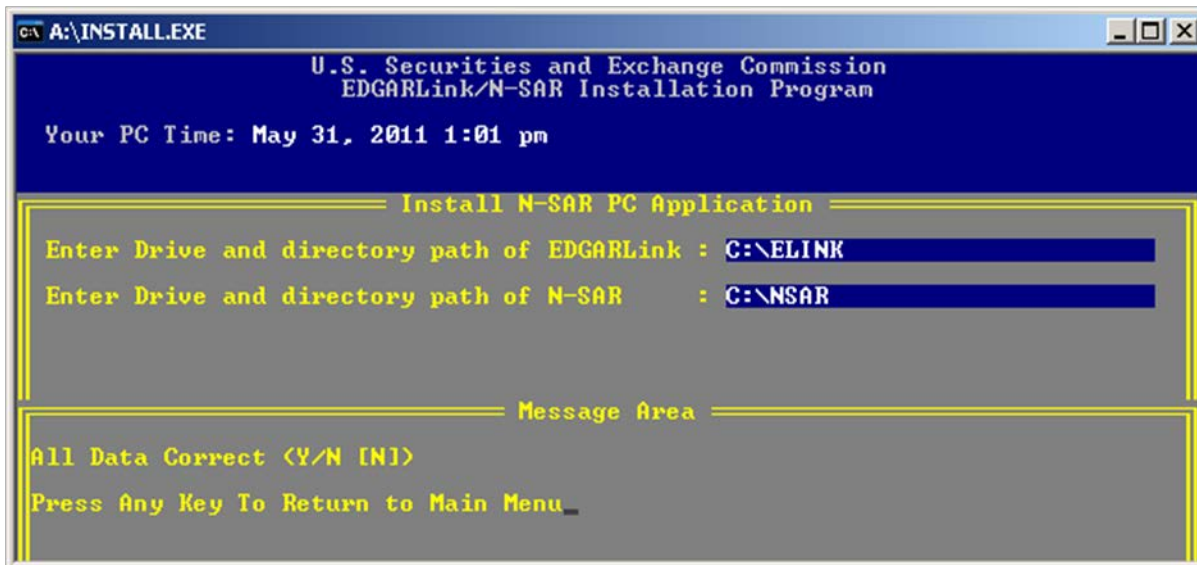 A:\INSTALL.EXE
U.S. Securities and Exchange Commission
EDGARLink/N-SAR Installation Program
Your PC Time: May 31, 2011 1:01 pm
Install N-SAR PC Application
Enter Drive and directory path of EDGARLink : C:\ELINK
Enter Drive and directory path of N-SAR : C:\NSAR
Message Area
All Data Correct (Y/N [N])
Press Any Key To Return to Main Menu_